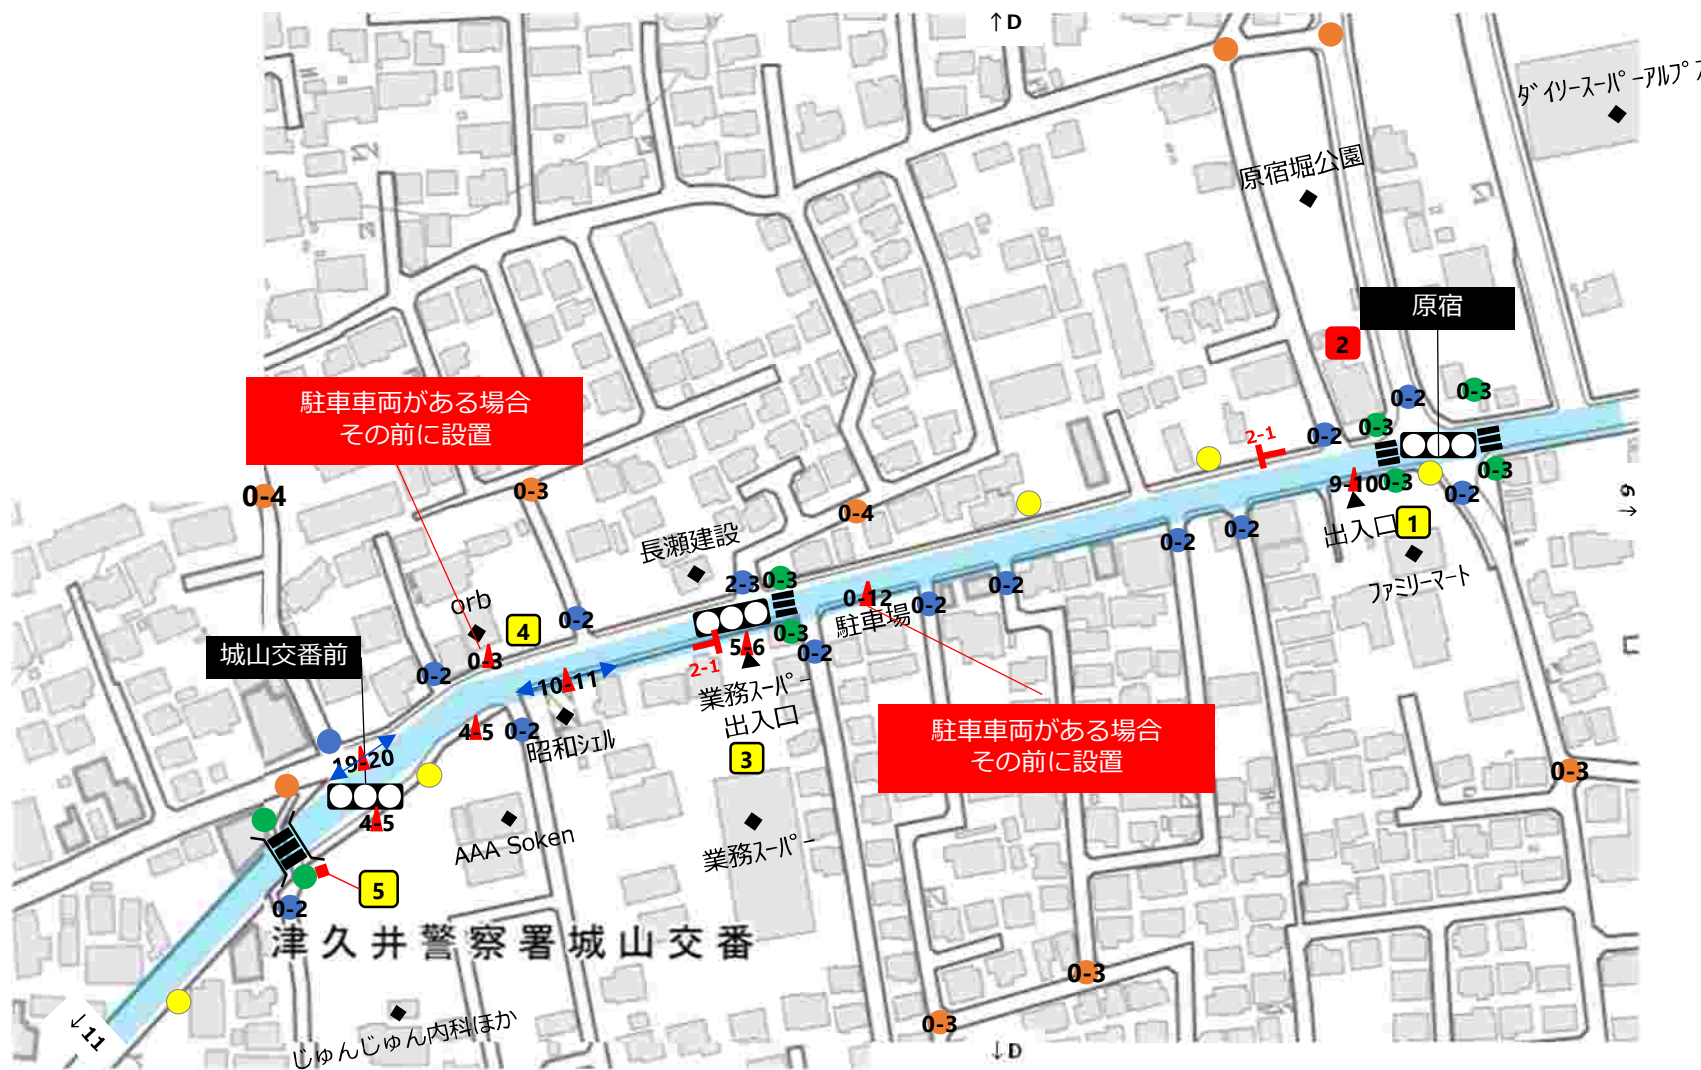 ↑D
ﾀﾞｲｿｰｽｰﾊﾟｰｱﾙﾌﾟｽ
原宿堀公園
原宿
2
0-2
0-3
駐車車両がある場合
その前に設置
2-1
0-3
0-2
0-4
0-3
9-10
0-3
0-3
0-2
6↑
0-4
出入口
1
0-2
0-2
長瀬建設
ﾌｧﾐﾘｰﾏｰﾄ
2-3
0-3
0-2
orb
4
0-2
0-12
0-2
駐車場
0-3
5-6
0-2
城山交番前
0-3
0-2
2-1
10-11
業務ｽｰﾊﾟｰ
出入口
駐車車両がある場合
その前に設置
4-5
0-2
昭和ｼｪﾙ
3
19-20
0-3
4-5
AAA Soken
業務ｽｰﾊﾟｰ
5
0-2
津久井警察署城山交番
0-3
↓11
じゅんじゅん内科ほか
0-3
↓D